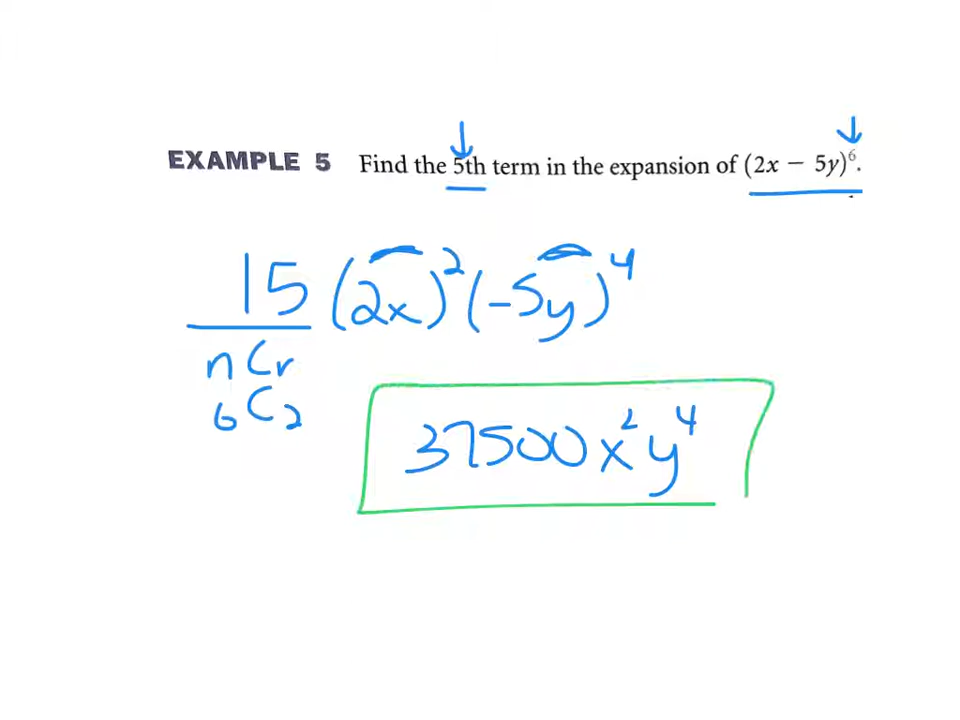 EXAMPLE 5 Find the 5th term in the expansion of (2x − 5y)⁶.
15 (2x)² (-5y)⁴
nCr
6C2
37500x²y⁴